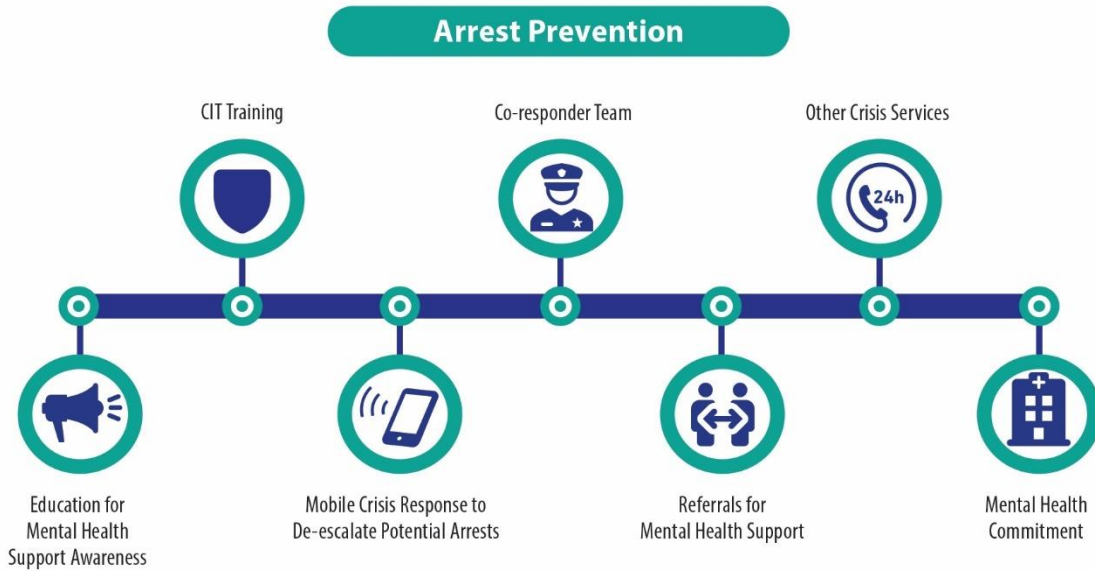 Arrest Prevention
CIT Training
Co-responder Team
Other Crisis Services
24h
Education for
Mental Health
Support Awareness
Mobile Crisis Response to
De-escalate Potential Arrests
Referrals for
Mental Health Support
Mental Health
Commitment